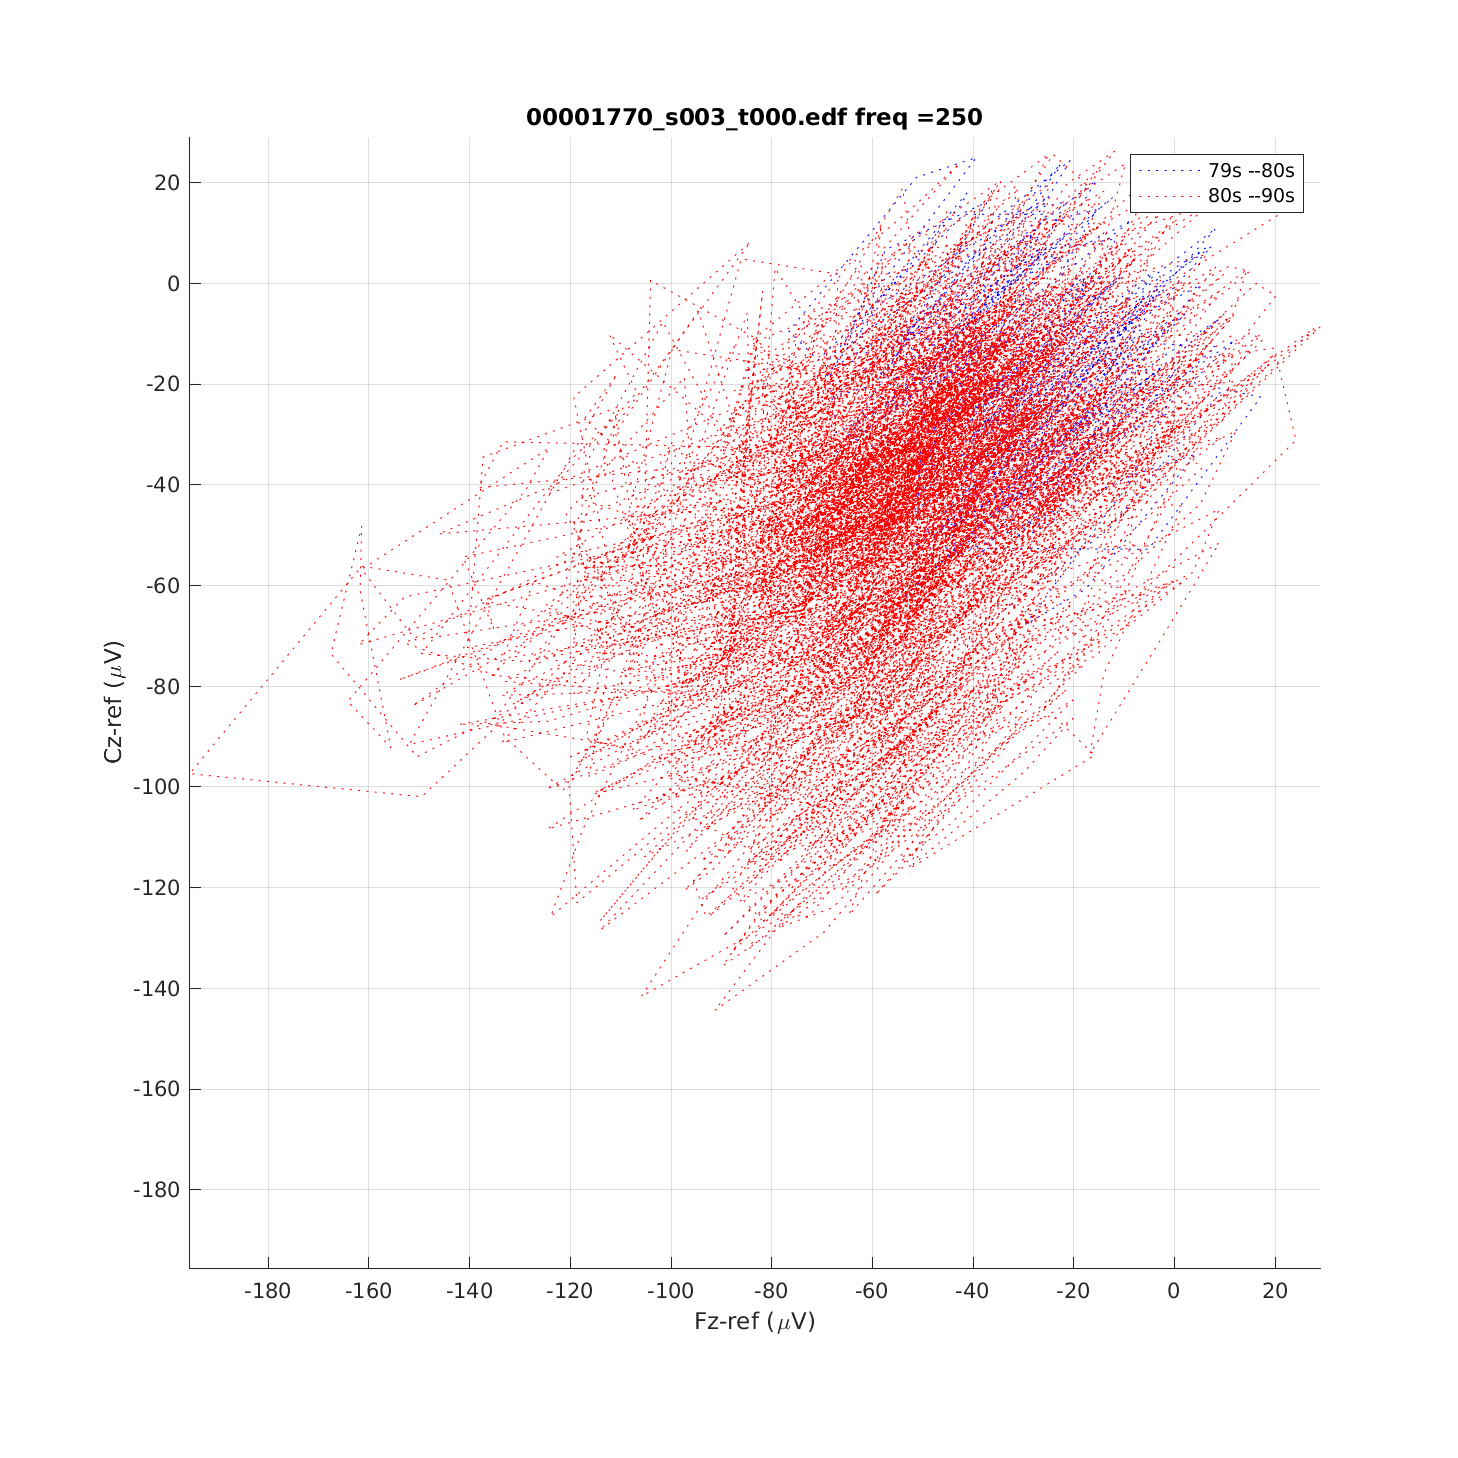 00001770_s003_t000.edf freq =250
79s --80s
80s --90s
20
0
-20
-40
-60
-80
-100
-120
-140
-160
-180
Cz-ref (μV)
-180 -160 -140 -120 -100 -80 -60 -40 -20 0 20
Fz-ref (μV)